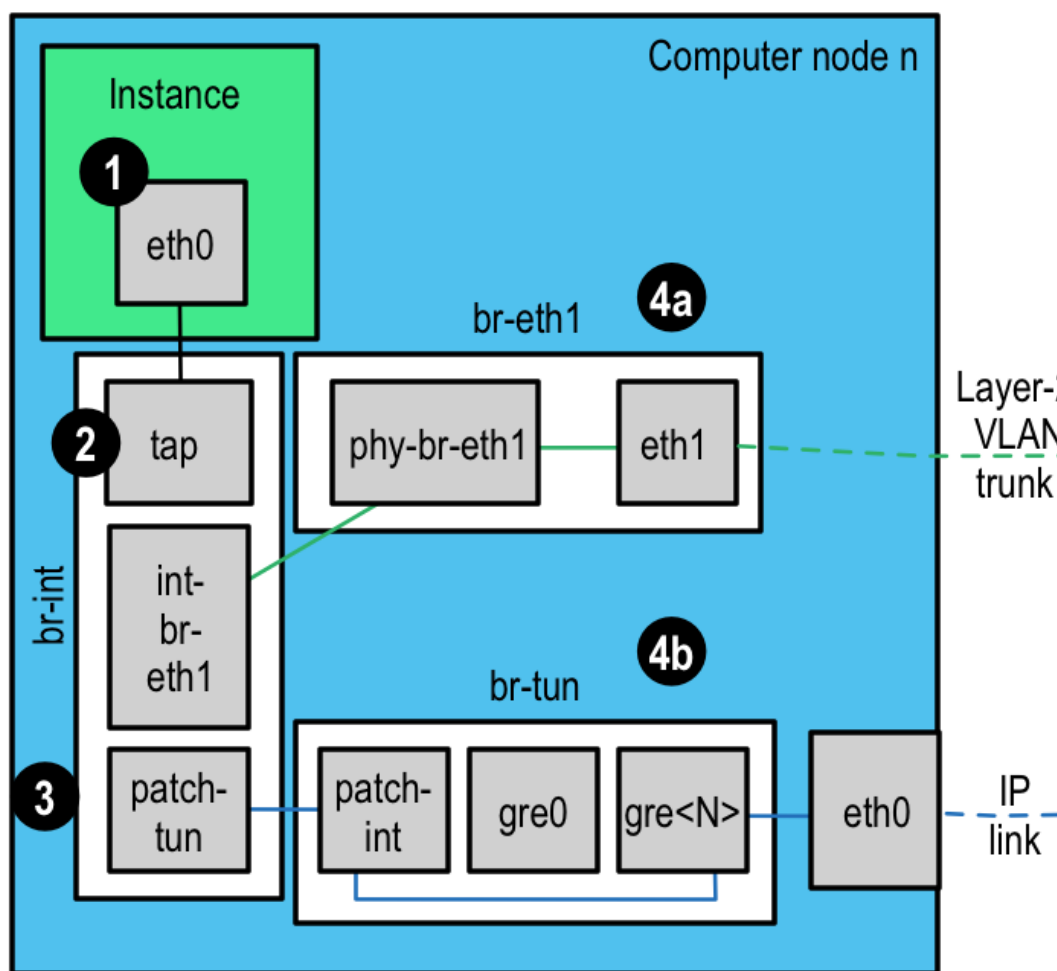 Computer node n
Instance
1
eth0
4a
br-eth1
2
tap
phy-br-eth1
eth1
VLAN
trunk
br-int
int-
br-
eth1
4b
br-tun
3
patch-
tun
patch-
int
gre0
gre<N>
eth0
IP
link